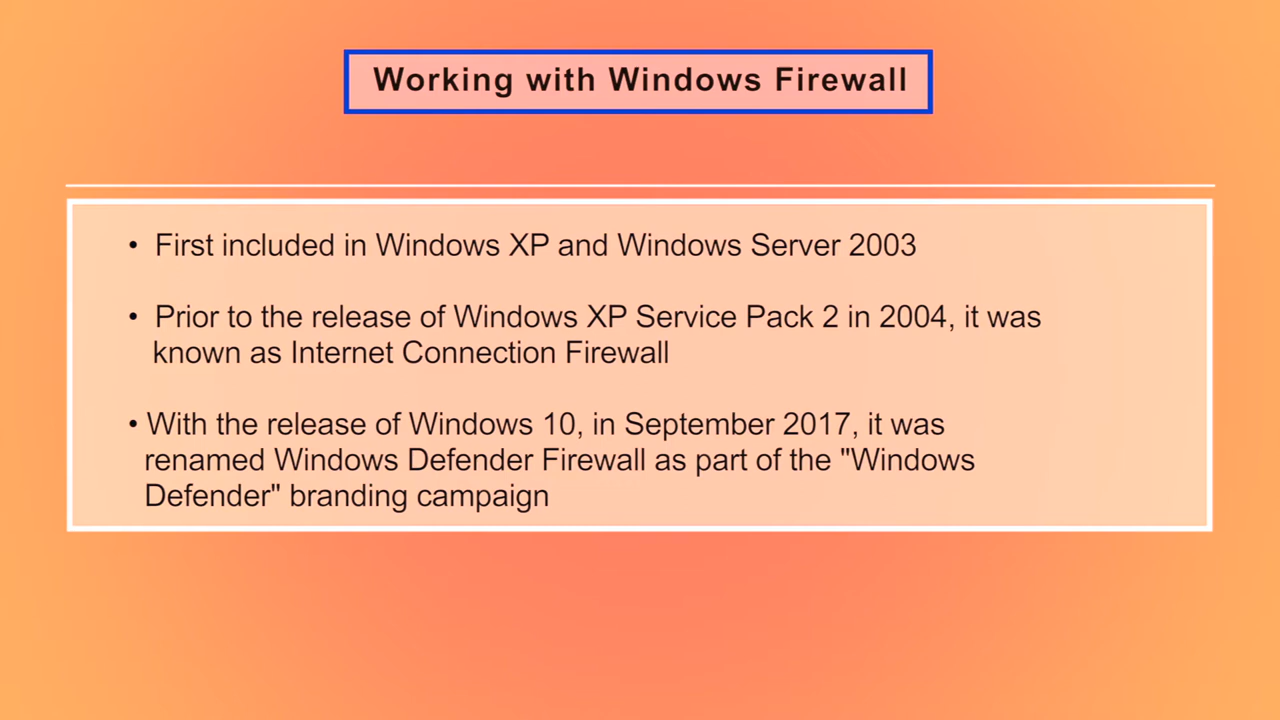 Working with Windows Firewall
• First included in Windows XP and Windows Server 2003
• Prior to the release of Windows XP Service Pack 2 in 2004, it was
known as Internet Connection Firewall
• With the release of Windows 10, in September 2017, it was
renamed Windows Defender Firewall as part of the "Windows
Defender" branding campaign